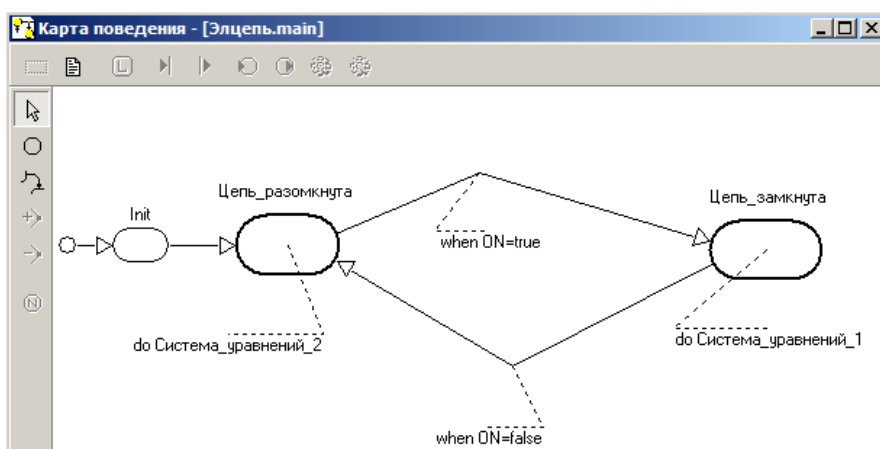 Карта поведения - [Элцепь.main]
L
Цепь_разомкнута
Цепь_замкнута
Init
when ON=true
do Система_уравнений_2
do Система_уравнений_1
when ON=false
N